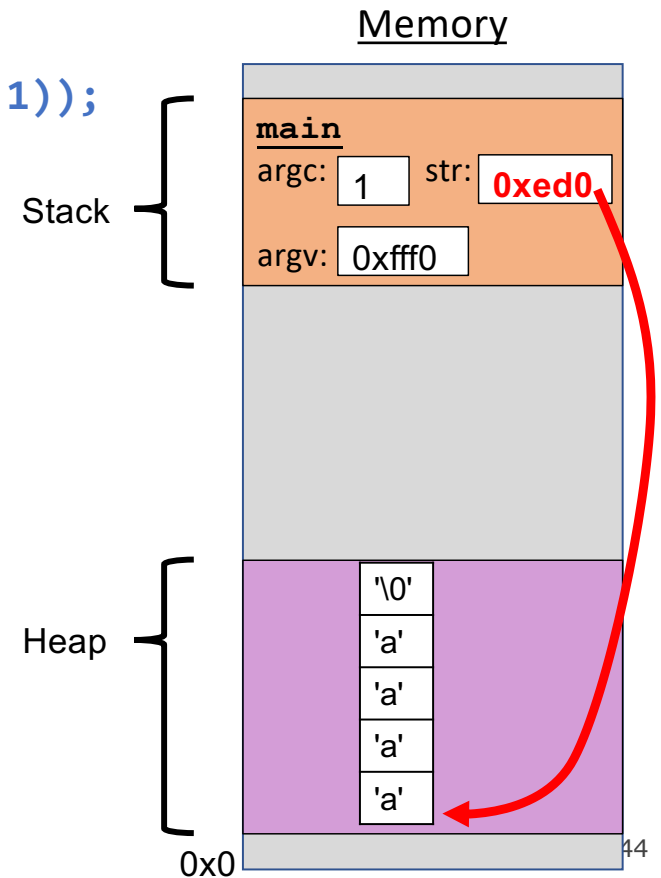 Memory
1));
main
argc: 1 str: 0xed0
Stack
argv: 0xfff0
'\0'
'a'
Heap
'a'
'a'
'a'
0x0
44